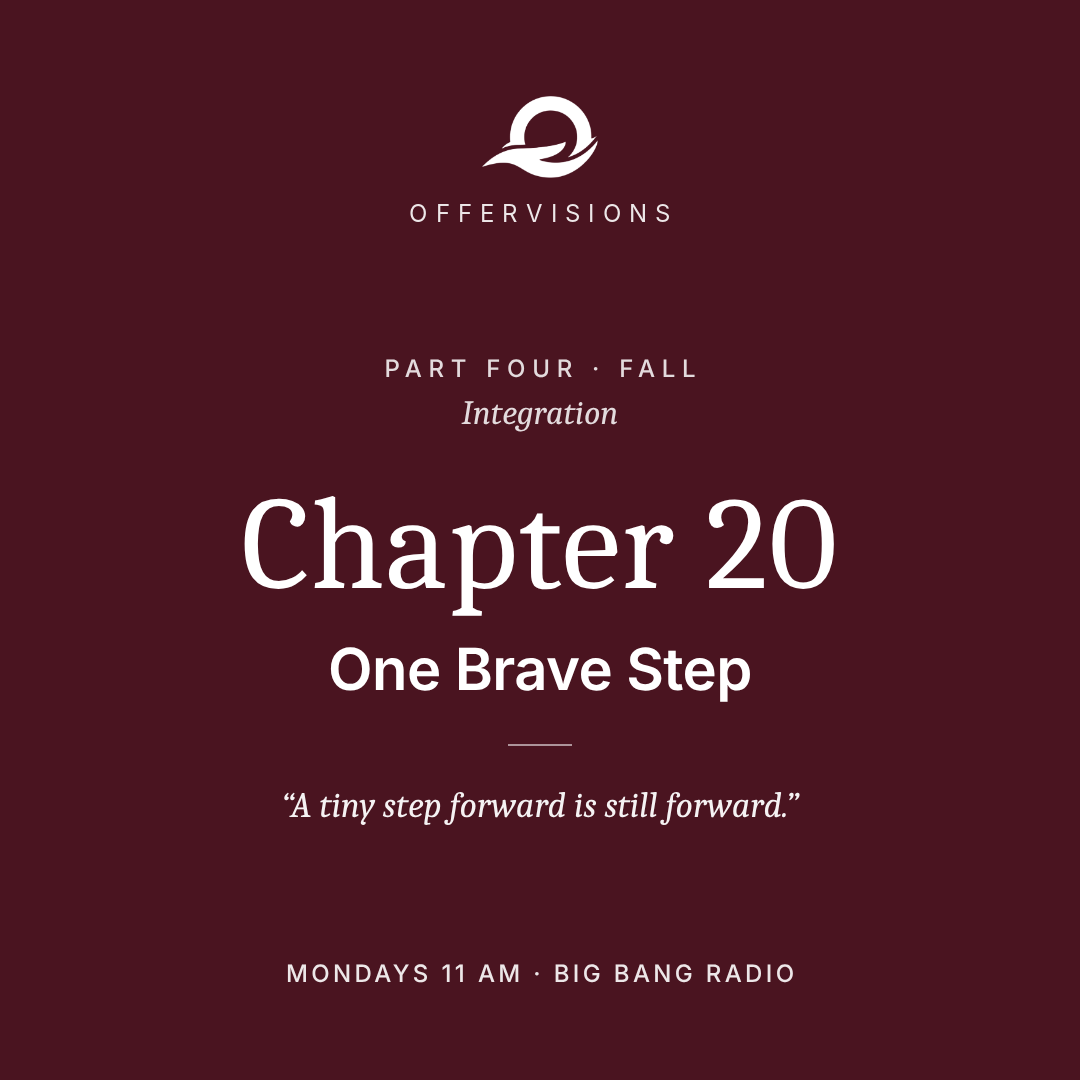 OFFERVISIONS
PART FOUR · FALL
Integration
Chapter 20
One Brave Step
“A tiny step forward is still forward.”
MONDAYS 11 AM · BIG BANG RADIO